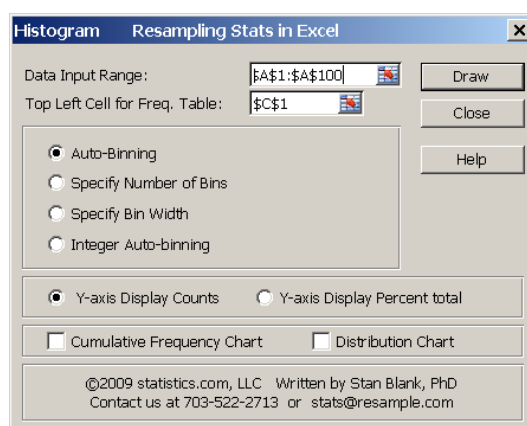 Histogram Resampling Stats in Excel
Data Input Range: $A$1:$A$100 Draw
Top Left Cell for Freq. Table: $C$1 Close
Auto-Binning Help
Specify Number of Bins
Specify Bin Width
Integer Auto-binning
Y-axis Display Counts Y-axis Display Percent total
Cumulative Frequency Chart Distribution Chart
©2009 statistics.com, LLC Written by Stan Blank, PhD
Contact us at 703-522-2713 or stats@resample.com